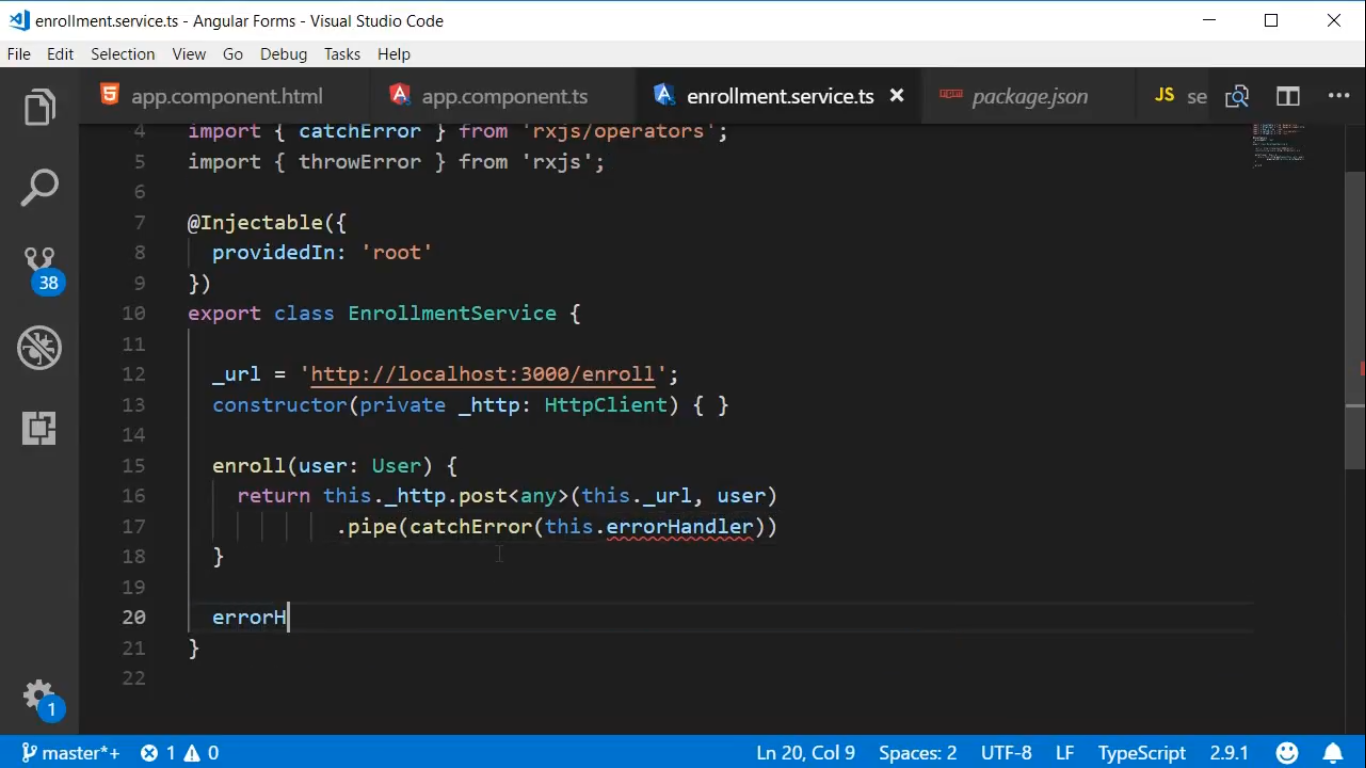 enrollment.service.ts - Angular Forms - Visual Studio Code
File Edit Selection View Go Debug Tasks Help
app.component.html app.component.ts enrollment.service.ts package.json JS se
4 import { catchError } from 'rxjs/operators';
5 import { throwError } from 'rxjs';
6
7 @Injectable({
8 providedIn: 'root'
9 })
10 export class EnrollmentService {
11
12 _url = 'http://localhost:3000/enroll';
13 constructor(private _http: HttpClient) { }
14
15 enroll(user: User) {
16 return this._http.post<any>(this._url, user)
17 .pipe(catchError(this.errorHandler))
18 }
19
20 errorH
21 }
22
38
1
master*+ 1 0 Ln 20, Col 9 Spaces: 2 UTF-8 LF TypeScript 2.9.1